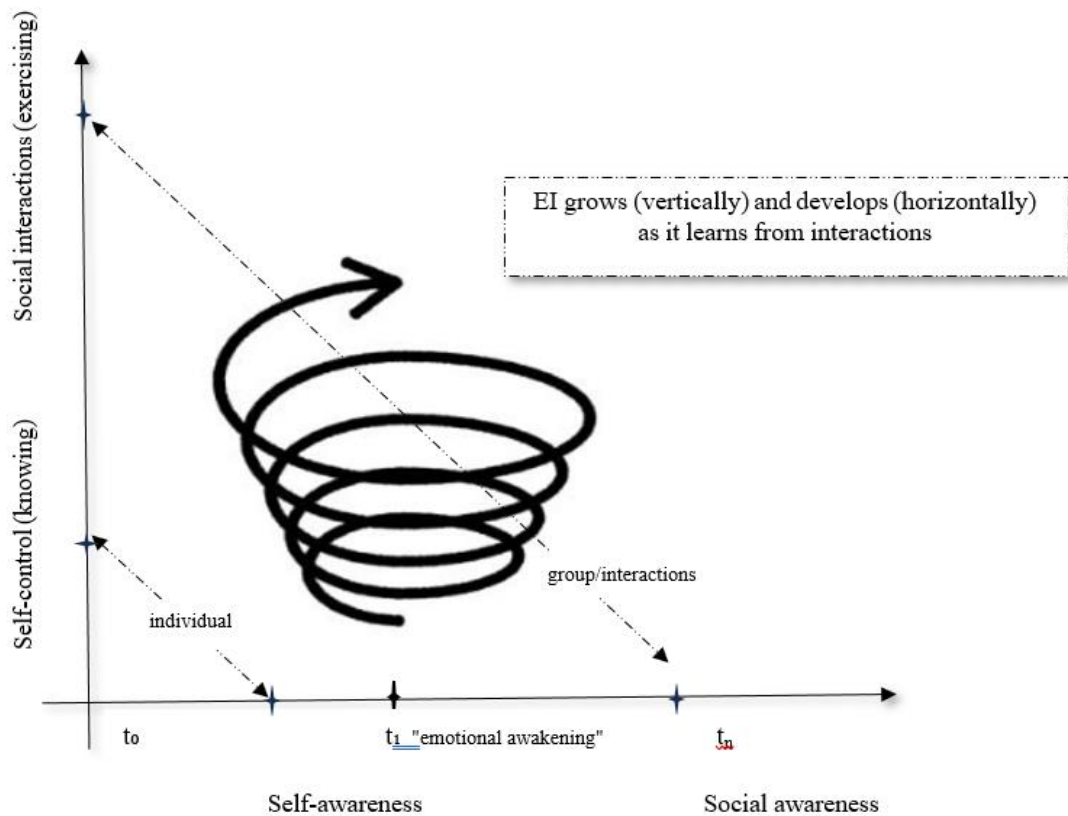 Social interactions (exercising)
Self-control (knowing)
EI grows (vertically) and develops (horizontally)
as it learns from interactions
group/interactions
individual
t₀
t₁ "emotional awakening"
tₙ
Self-awareness
Social awareness